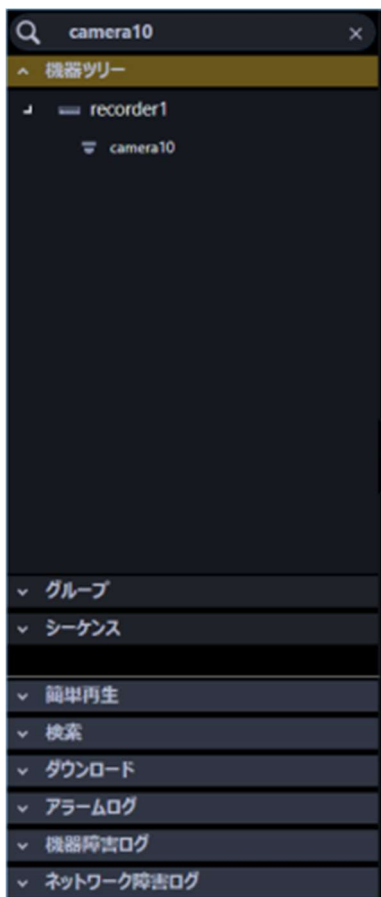 camera10
機器ツリー
recorder1
camera10
グループ
シーケンス
簡単再生
検索
ダウンロード
アラームログ
機器障害ログ
ネットワーク障害ログ